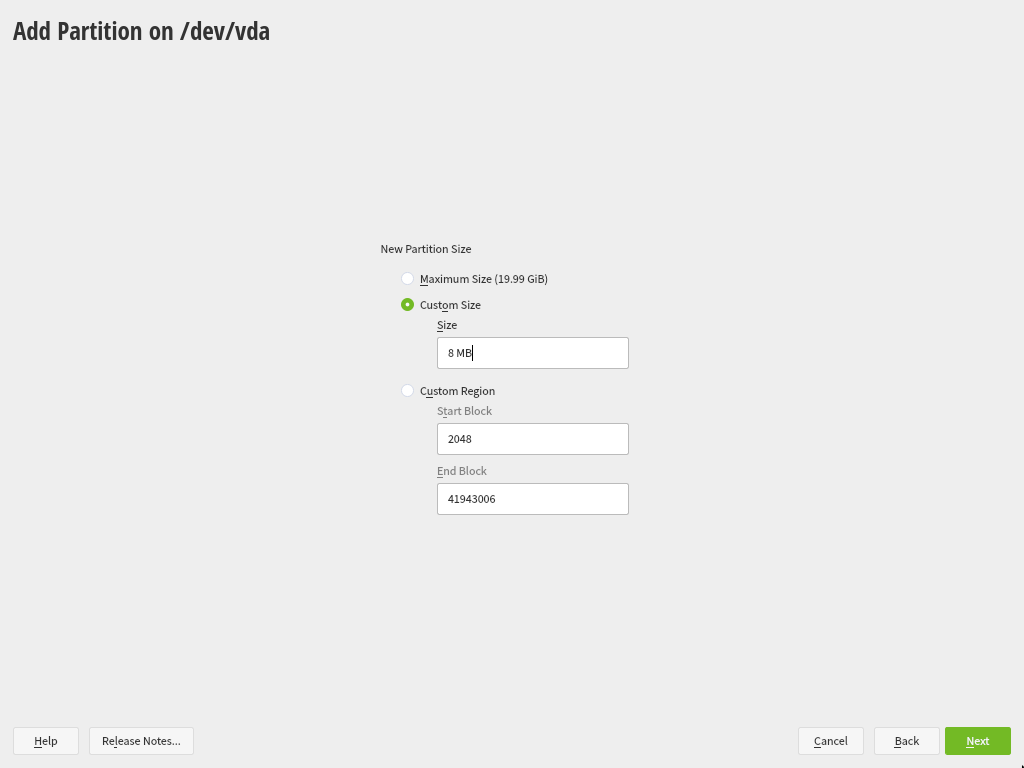 Add Partition on /dev/vda
New Partition Size
Maximum Size (19.99 GiB)
Custom Size
Size
8 MB
Custom Region
Start Block
2048
End Block
41943006
Help
Release Notes...
Cancel
Back
Next